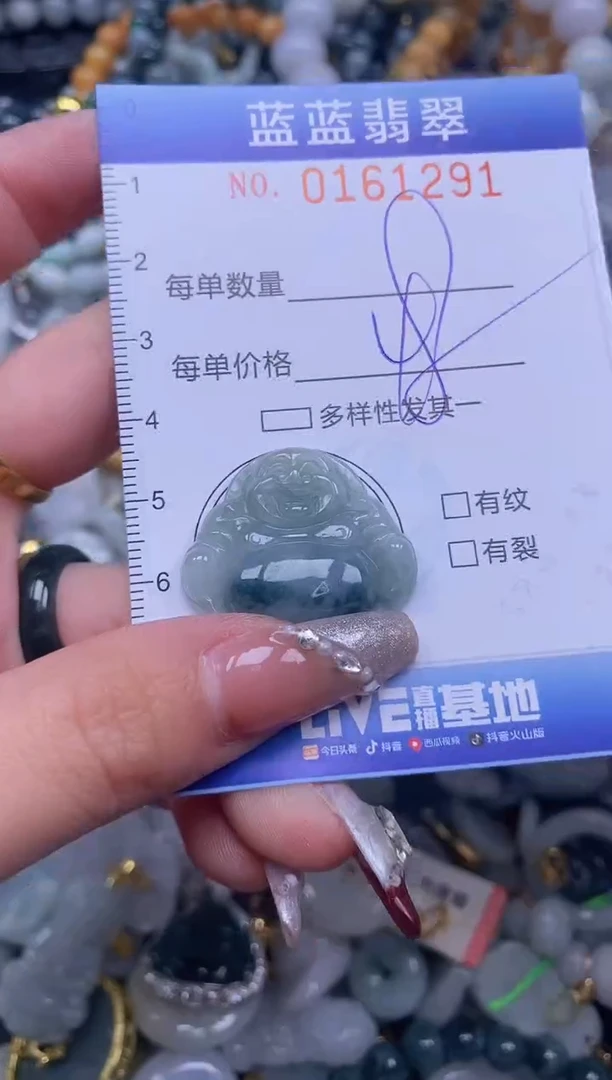 蓝蓝翡翠
NO. 0161291
每单数量
每单价格
多样性发其一
有纹
有裂
0
1
2
3
4
5
6
LIVE直播基地
今日头条 抖音 西瓜视频 抖音火山版